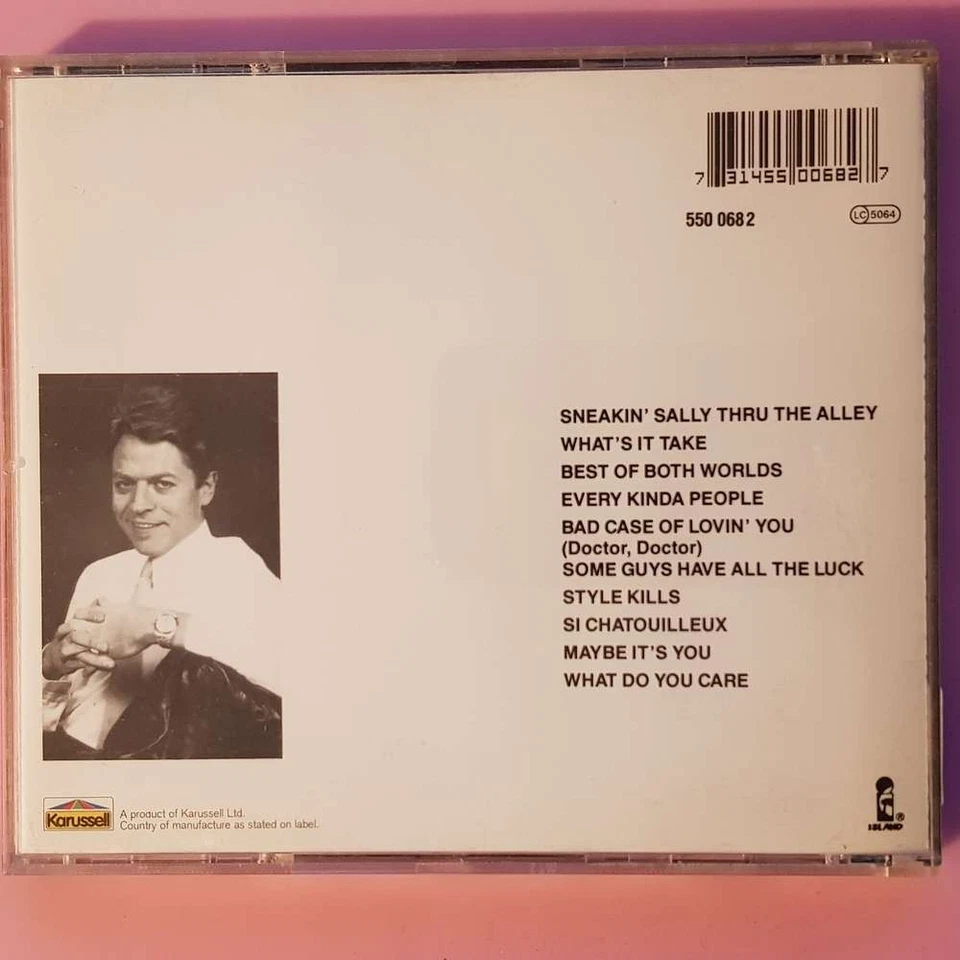 7 31455 00682 7
550 068 2
LC 5064
SNEAKIN' SALLY THRU THE ALLEY
WHAT'S IT TAKE
BEST OF BOTH WORLDS
EVERY KINDA PEOPLE
BAD CASE OF LOVIN' YOU
(Doctor, Doctor)
SOME GUYS HAVE ALL THE LUCK
STYLE KILLS
SI CHATOUILLEUX
MAYBE IT'S YOU
WHAT DO YOU CARE
Karussell
A product of Karussell Ltd.
Country of manufacture as stated on label.
®
ISLAND